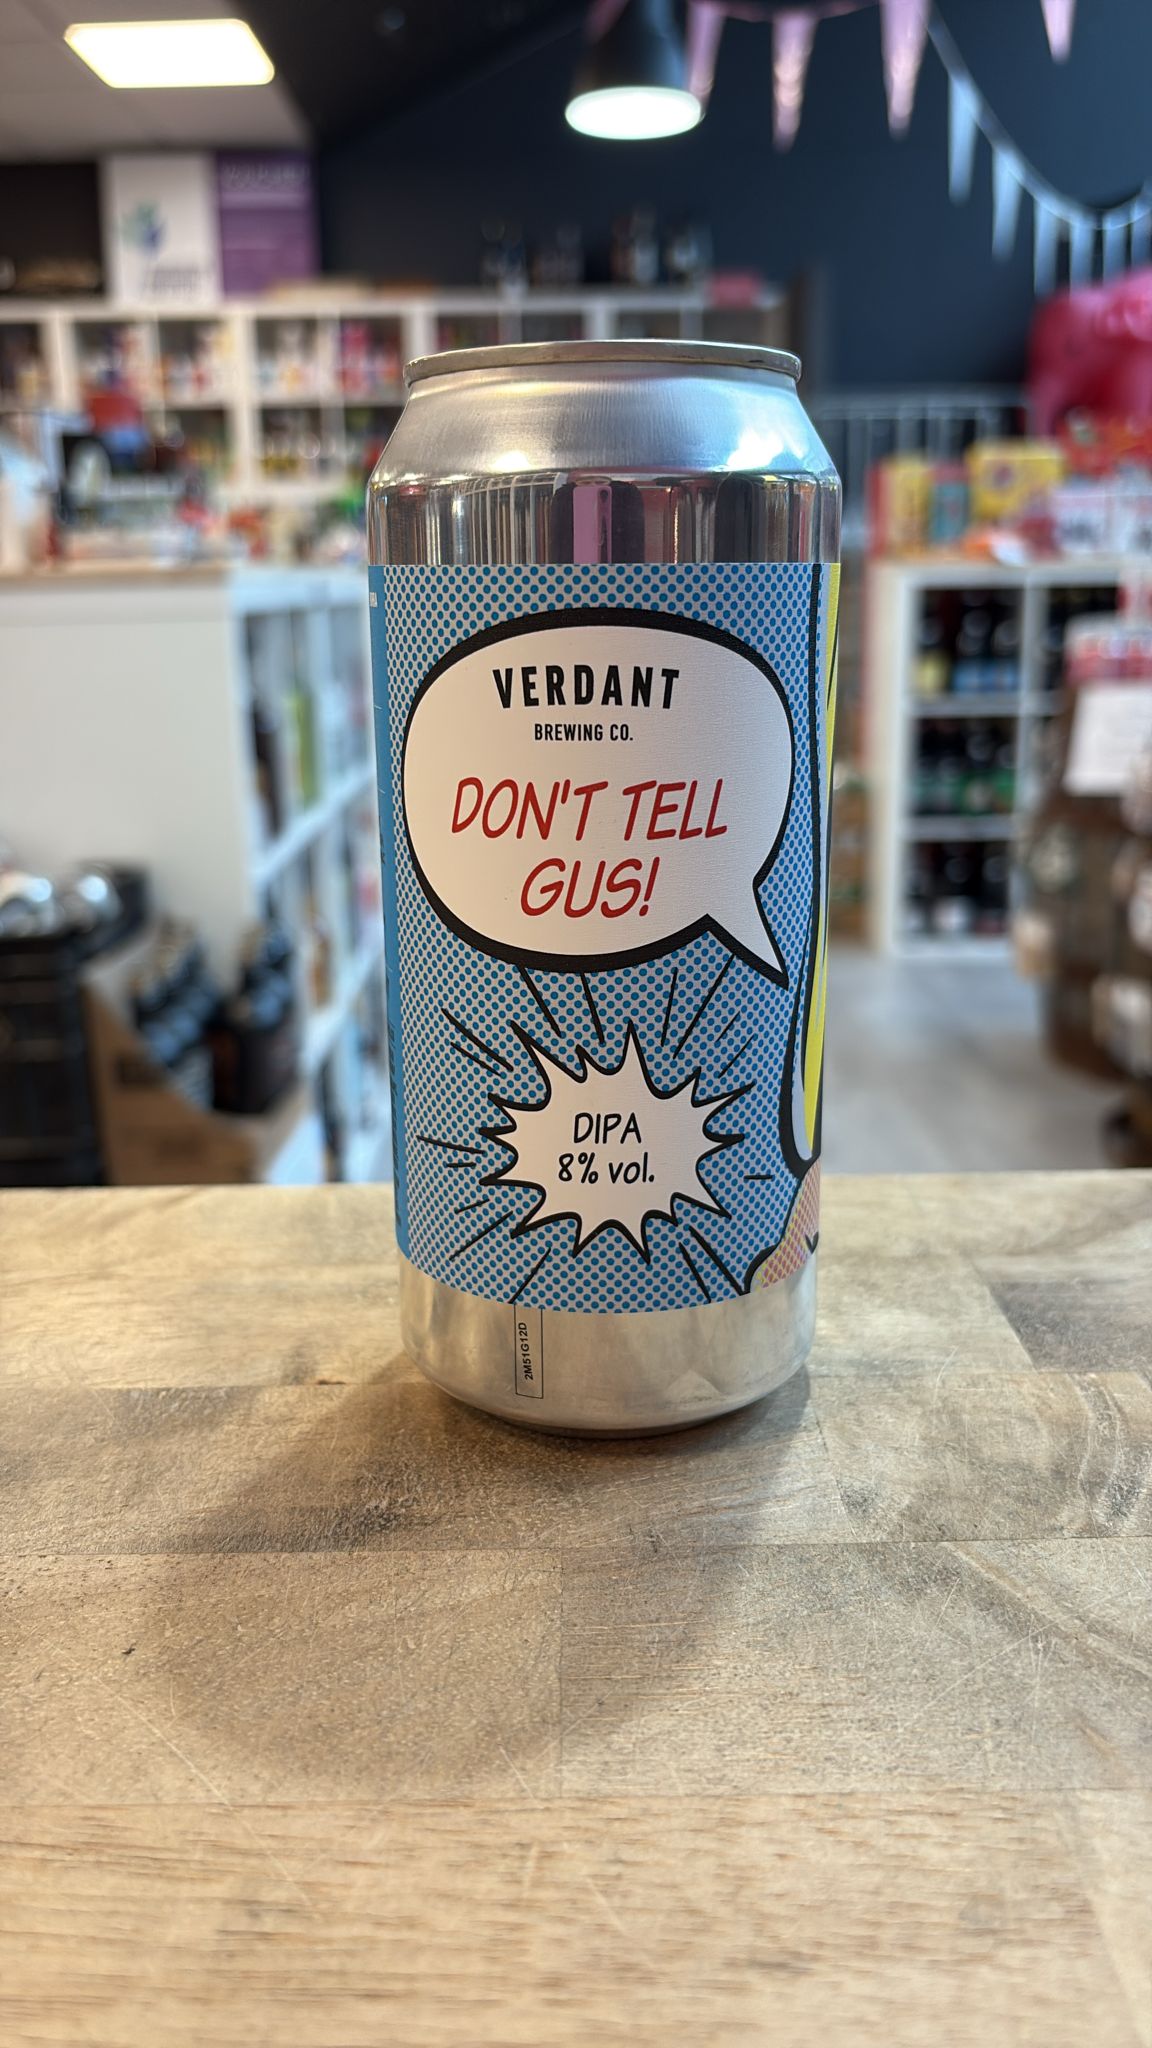 VERDANT
BREWING CO.
DON'T TELL
GUS!
DIPA
8% vol.
2M51G12D